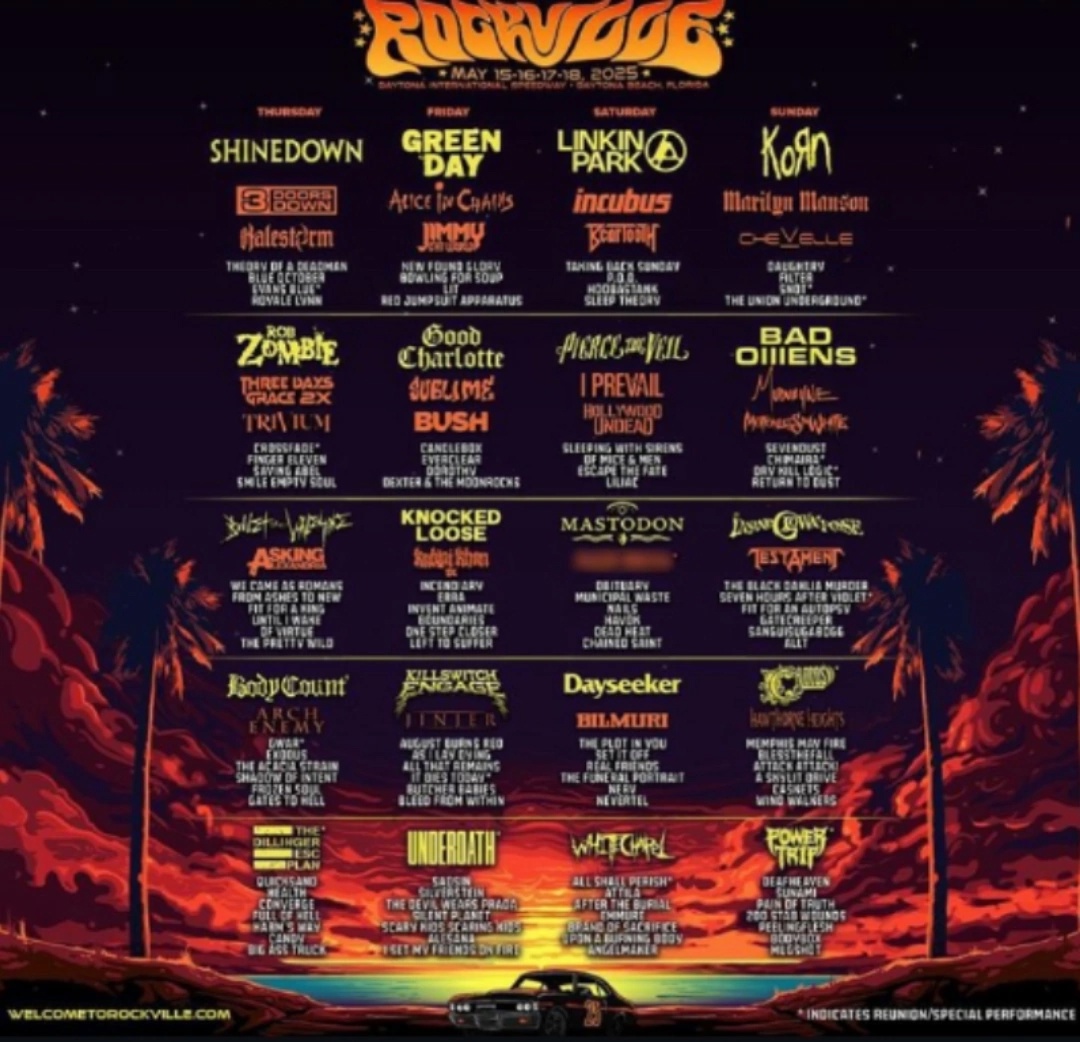 ROCKVILLE
MAY 15-16-17-18, 2025
DAYTONA INTERNATIONAL SPEEDWAY • DAYTONA BEACH, FLORIDA
THURSDAY
SHINEDOWN
3 DOORS DOWN
Halestorm
THEORY OF A DEADMAN
BLUE OCTOBER
EVANS BLUE*
ROYALE LYNN
FRIDAY
GREEN DAY
ALICE IN CHAINS
JIMMY EAT WORLD
NEW FOUND GLORY
BOWLING FOR SOUP
LIT
RED JUMPSUIT APPARATUS
SATURDAY
LINKIN PARK
incubus
BEARTOOTH
TAKING BACK SUNDAY
P.O.D.
HOOBASTANK
SLEEP THEORY
SUNDAY
KoЯn
Marilyn Manson
CHEVELLE
DAUGHTRY
FILTER
SNOT*
THE UNION UNDERGROUND*
ROB ZOMBIE
THREE DAYS GRACE 2X
TRIVIUM
CROSSFADE*
FINGER ELEVEN
SAVING ABEL
SMILE EMPTY SOUL
Good Charlotte
SUBLIME
BUSH
CANDLEBOX
EVERCLEAR
DOROTHY
DEXTER & THE MOONROCKS
PIERCE THE VEIL
I PREVAIL
HOLLYWOOD UNDEAD
SLEEPING WITH SIRENS
OF MICE & MEN
ESCAPE THE FATE
LILIAC
BAD OMENS
MUDVAYNE
MOTIONLESS IN WHITE
SEVENDUST
CHIMAIRA*
DRY KILL LOGIC*
RETURN TO DUST
BULLET FOR MY VALENTINE
ASKING ALEXANDRIA
WE CAME AS ROMANS
FROM ASHES TO NEW
FIT FOR A KING
UNTIL I WAKE
OF VIRTUE
THE PRETTY WILD
KNOCKED LOOSE
INCENDIARY
ERRA
INVENT ANIMATE
BOUNDARIES
ONE STEP CLOSER
LEFT TO SUFFER
MASTODON
OBITUARY
MUNICIPAL WASTE
NAILS
HAVOK
DEAD HEAT
CHAINED SAINT
INSANE CLOWN POSSE
TESTAMENT
THE BLACK DAHLIA MURDER
SEVEN HOURS AFTER VIOLET*
FIT FOR AN AUTOPSY
GATECREEPER
SANGUISUGABOGG
ALLT
Body Count
ARCH ENEMY
GWAR*
EXODUS
THE ACACIA STRAIN
SHADOW OF INTENT
FROZEN SOUL
GATES TO HELL
KILLSWITCH ENGAGE
JINJER
AUGUST BURNS RED
AS I LAY DYING
ALL THAT REMAINS
IT DIES TODAY*
BUTCHER BABIES
BLEED FROM WITHIN
Dayseeker
BILMURI
THE PLOT IN YOU
SET IT OFF
REAL FRIENDS
THE FUNERAL PORTRAIT
NERV
NEVERTEL
HAWTHORNE HEIGHTS
MEMPHIS MAY FIRE
BLESSTHEFALL
ATTACK ATTACK!
A SKYLIT DRIVE
CASKETS
WIND WALKERS
THE* DILLINGER ESC PLAN
QUICKSAND
HEALTH
CONVERGE
FULL OF HELL
HARM'S WAY
CANDY
BIG ASS TRUCK
UNDEROATH*
SAOSIN
SILVERSTEIN
THE DEVIL WEARS PRADA
SILENT PLANET
SCARY KIDS SCARING KIDS
ALESANA
I SET MY FRIENDS ON FIRE
WHITECHAPEL
ALL SHALL PERISH*
ATTILA
AFTER THE BURIAL
EMMURE
BRAND OF SACRIFICE
UPON A BURNING BODY
ANGELMAKER
POWER TRIP*
DEAFHEAVEN
SUNAMI
PAIN OF TRUTH
200 STAB WOUNDS
PEELINGFLESH
BODYBOX
MUGSHOT
WELCOMETOROCKVILLE.COM
* INDICATES REUNION/SPECIAL PERFORMANCE